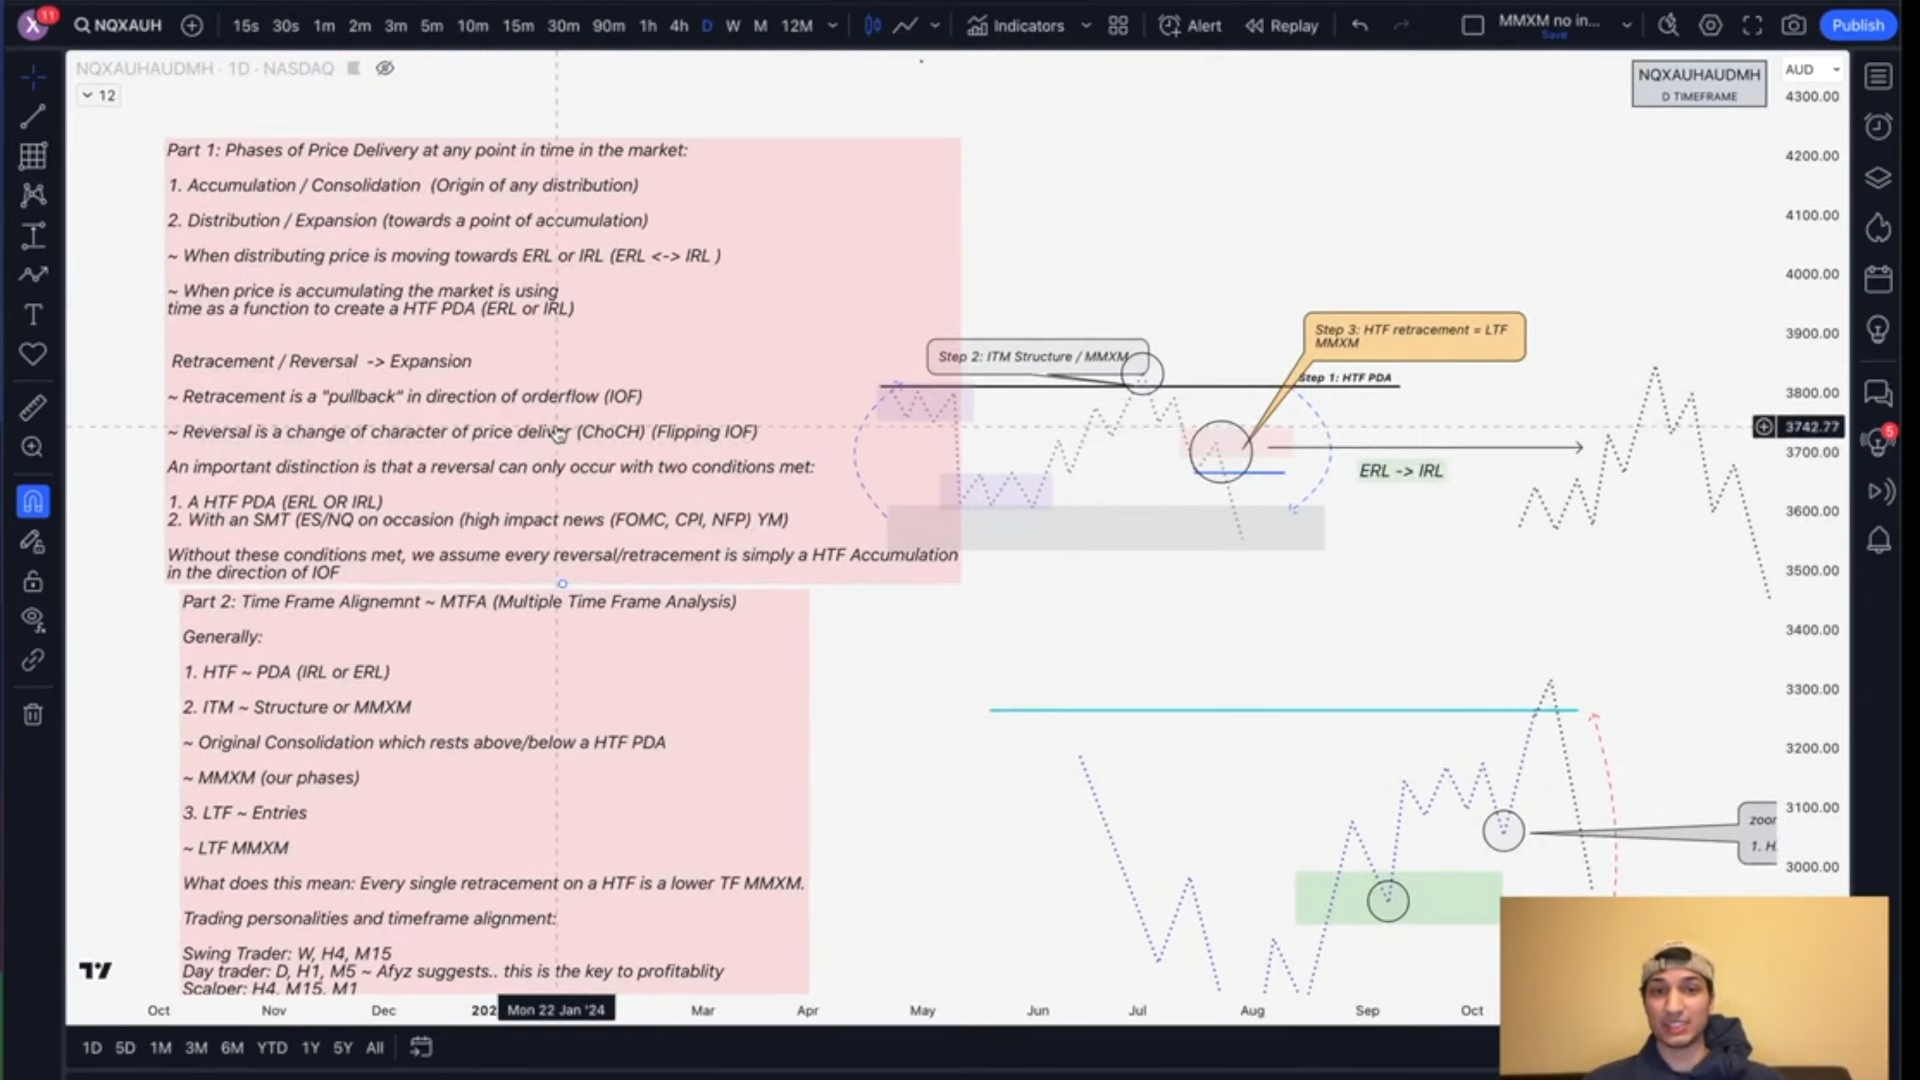 X 11 NQXAUH 15s 30s 1m 2m 3m 5m 10m 15m 30m 90m 1h 4h D W M 12M Indicators Alert Replay MMXM no in... Save Publish
NQXAUHAUDMH · 1D · NASDAQ
12
NQXAUHAUDMH
D TIMEFRAME
AUD
Part 1: Phases of Price Delivery at any point in time in the market:
1. Accumulation / Consolidation (Origin of any distribution)
2. Distribution / Expansion (towards a point of accumulation)
~ When distributing price is moving towards ERL or IRL (ERL <-> IRL )
~ When price is accumulating the market is using
time as a function to create a HTF PDA (ERL or IRL)
Retracement / Reversal -> Expansion
~ Retracement is a "pullback" in direction of orderflow (IOF)
~ Reversal is a change of character of price deliver (ChoCH) (Flipping IOF)
An important distinction is that a reversal can only occur with two conditions met:
1. A HTF PDA (ERL OR IRL)
2. With an SMT (ES/NQ on occasion (high impact news (FOMC, CPI, NFP) YM)
Without these conditions met, we assume every reversal/retracement is simply a HTF Accumulation
in the direction of IOF
Part 2: Time Frame Alignemnt ~ MTFA (Multiple Time Frame Analysis)
Generally:
1. HTF ~ PDA (IRL or ERL)
2. ITM ~ Structure or MMXM
~ Original Consolidation which rests above/below a HTF PDA
~ MMXM (our phases)
3. LTF ~ Entries
~ LTF MMXM
What does this mean: Every single retracement on a HTF is a lower TF MMXM.
Trading personalities and timeframe alignment:
Swing Trader: W, H4, M15
Day trader: D, H1, M5 ~ Afyz suggests.. this is the key to profitablity
Scalper: H4, M15, M1
Step 2: ITM Structure / MMXM
Step 3: HTF retracement = LTF
MMXM
Step 1: HTF PDA
ERL -> IRL
zoor
1. H
4300.00
4200.00
4100.00
4000.00
3900.00
3800.00
3742.77
3700.00
3600.00
3500.00
3400.00
3300.00
3200.00
3100.00
3000.00
5
Oct Nov Dec 202 Mon 22 Jan '24 Mar Apr May Jun Jul Aug Sep Oct
1D 5D 1M 3M 6M YTD 1Y 5Y All